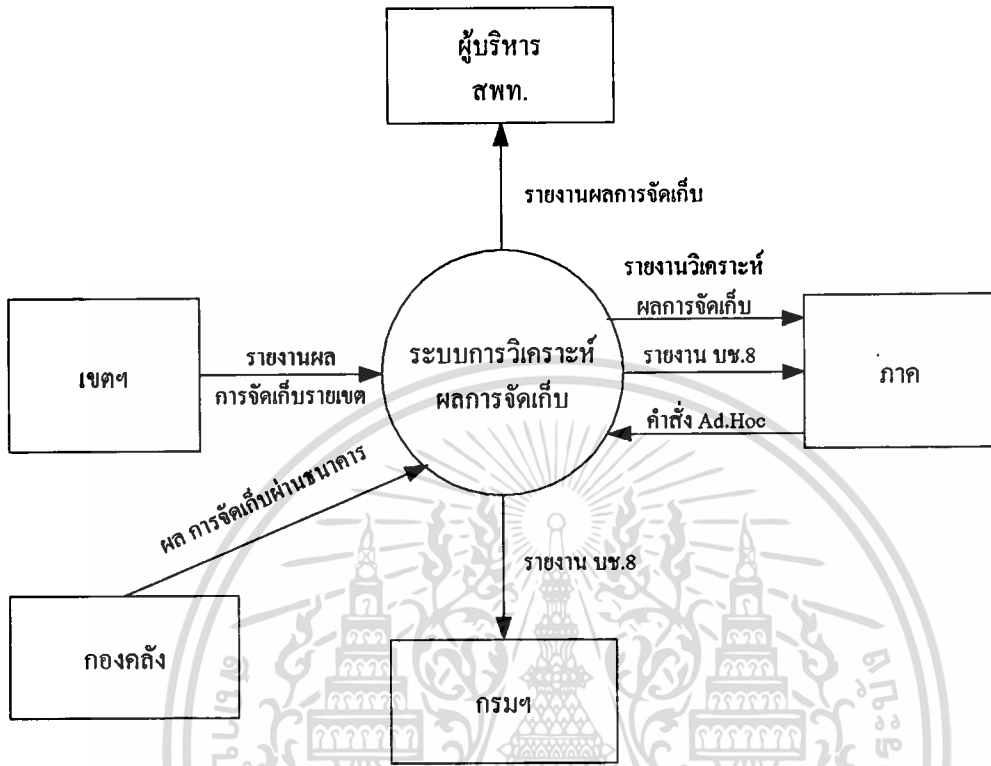 ผู้บริหาร
สพท.
รายงานผลการจัดเก็บ
รายงานวิเคราะห์
ผลการจัดเก็บ
เขตฯ
รายงานผล
การจัดเก็บรายเขต
ระบบการวิเคราะห์
ผลการจัดเก็บ
รายงาน บช.8
ภาค
คำสั่ง Ad.Hoc
ผล การจัดเก็บผ่านธนาคาร
รายงาน บช.8
กองคลัง
กรมฯ